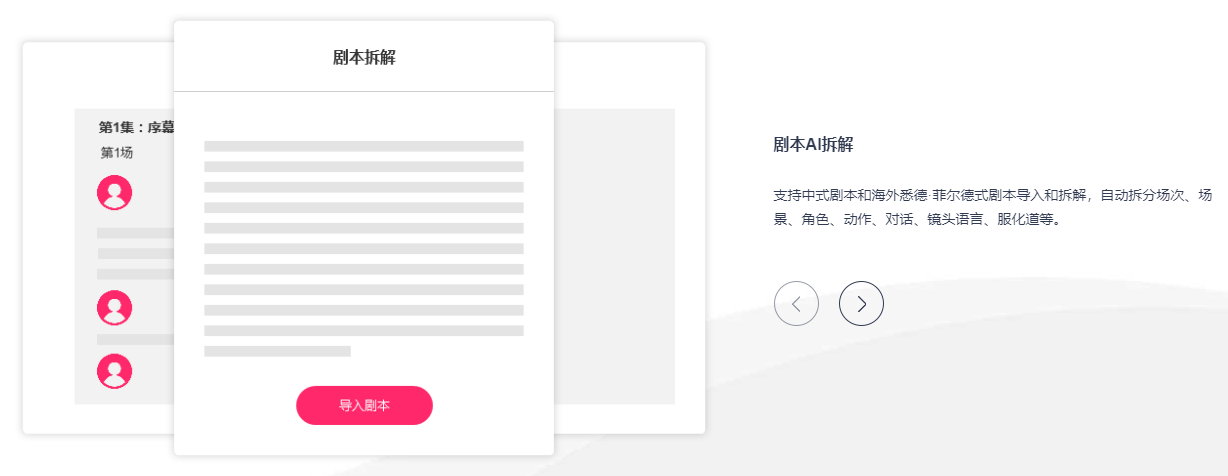 剧本拆解
第1集：序幕
第1场
导入剧本
剧本AI拆解
支持中式剧本和海外悉德·菲尔德式剧本导入和拆解，自动拆分场次、场
景、角色、动作、对话、镜头语言、服化道等。